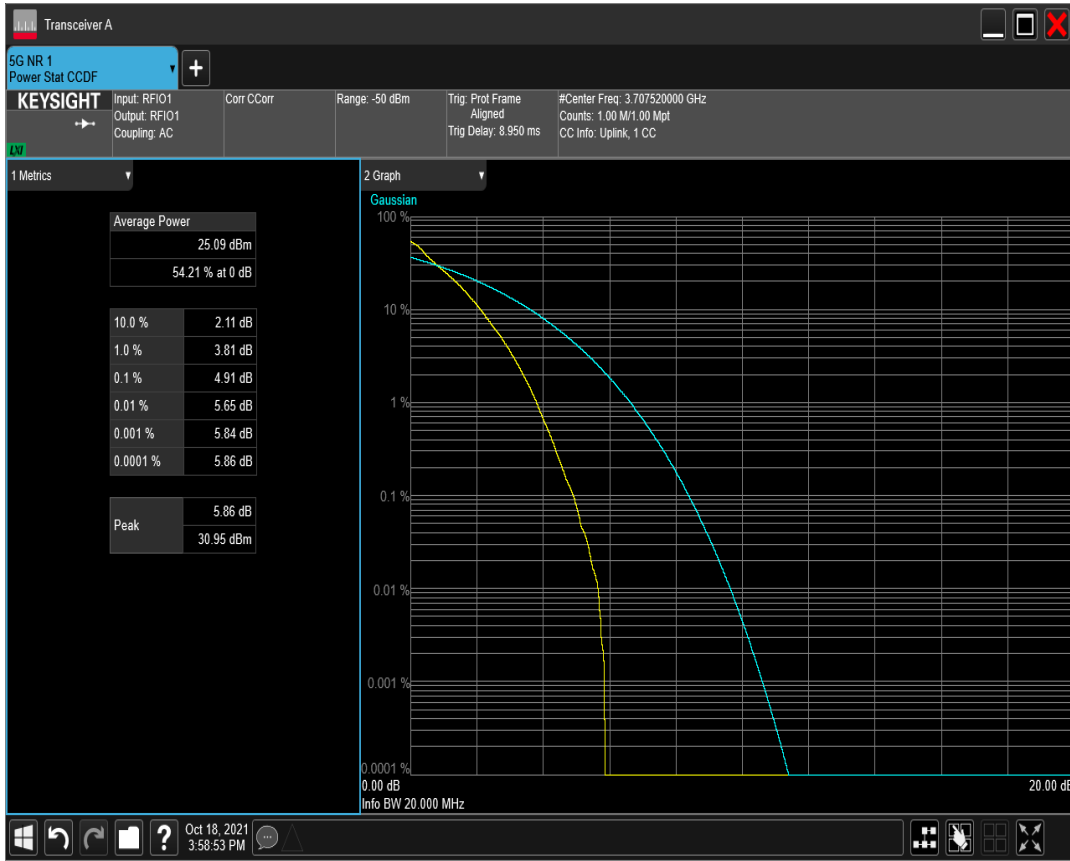 Transceiver A
5G NR 1
Power Stat CCDF
+
KEYSIGHT
LXI
Input: RFIO1
Output: RFIO1
Coupling: AC
Corr CCorr
Range: -50 dBm
Trig: Prot Frame
Aligned
Trig Delay: 8.950 ms
#Center Freq: 3.707520000 GHz
Counts: 1.00 M/1.00 Mpt
CC Info: Uplink, 1 CC
1 Metrics
Average Power
25.09 dBm
54.21 % at 0 dB
10.0 % 2.11 dB
1.0 % 3.81 dB
0.1 % 4.91 dB
0.01 % 5.65 dB
0.001 % 5.84 dB
0.0001 % 5.86 dB
Peak
5.86 dB
30.95 dBm
2 Graph
Gaussian
100 %
10 %
1 %
0.1 %
0.01 %
0.001 %
0.0001 %
0.00 dB 20.00 dB
Info BW 20.000 MHz
?
Oct 18, 2021
3:58:53 PM